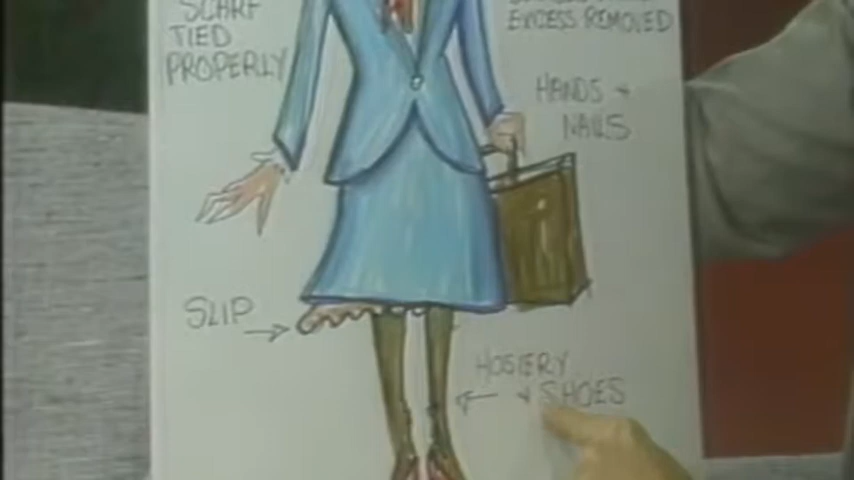 SCARF
TIED
PROPERLY
EXCESS REMOVED
HANDS +
NAILS
SLIP
HOSIERY
+ SHOES